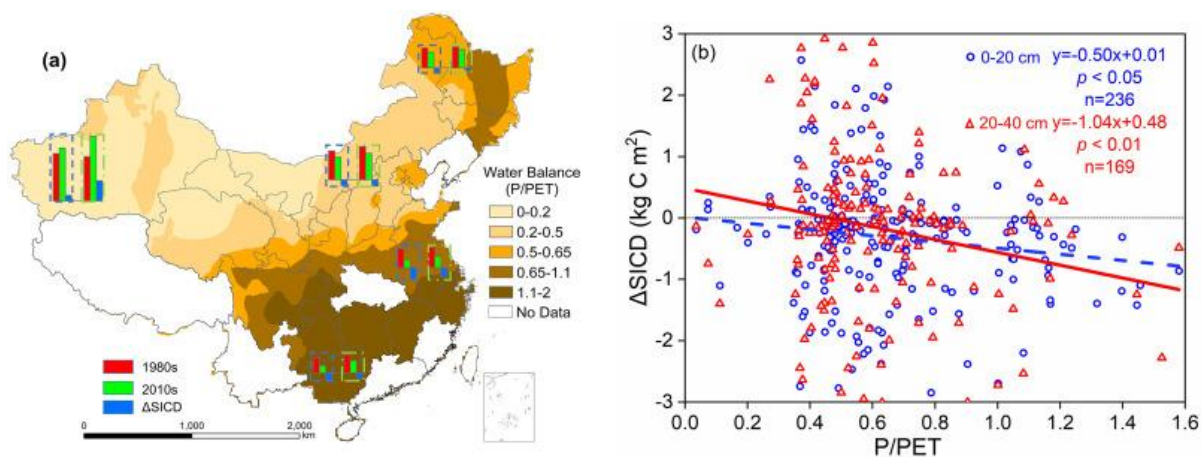 (a)
Water Balance
(P/PET)
0-0.2
0.2-0.5
0.5-0.65
0.65-1.1
1.1-2
No Data
1980s
2010s
ΔSICD
0
1,000
2,000
km
(b)
0-20 cm y=-0.50x+0.01
p < 0.05
n=236
20-40 cm y=-1.04x+0.48
p < 0.01
n=169
ΔSICD (kg C m²)
3
2
1
0
-1
-2
-3
0.0 0.2 0.4 0.6 0.8 1.0 1.2 1.4 1.6
P/PET